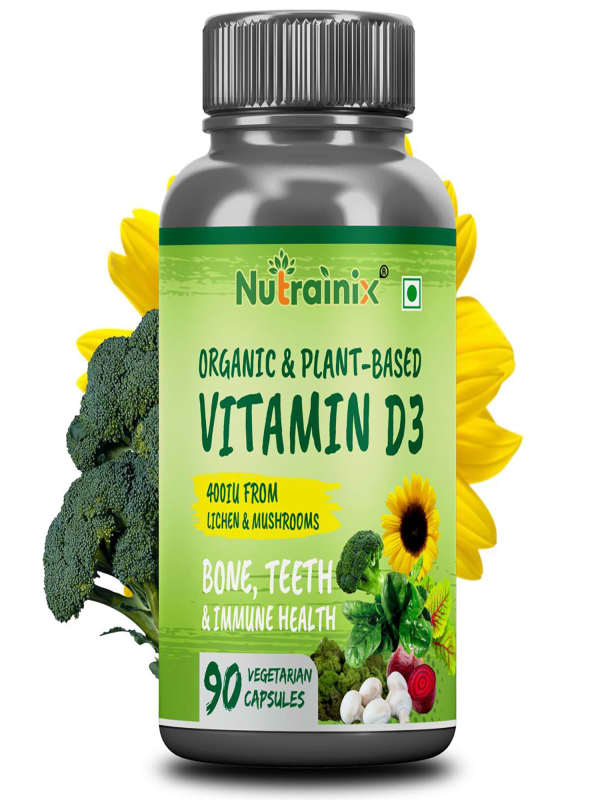 Nutrainix®
ORGANIC & PLANT-BASED
VITAMIN D3
400IU FROM
LICHEN & MUSHROOMS
BONE, TEETH
& IMMUNE HEALTH
90 VEGETARIAN
CAPSULES